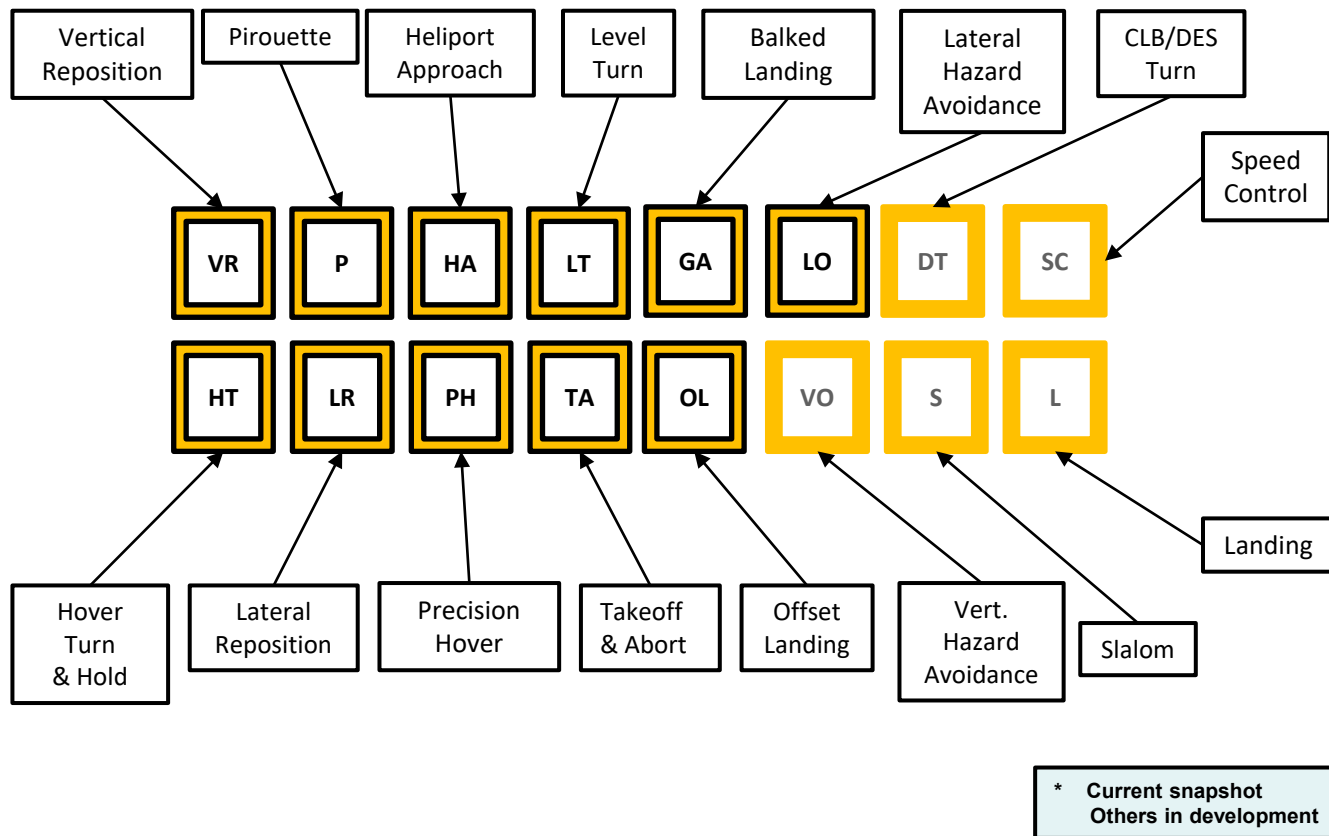 Vertical
Reposition
Pirouette
Heliport
Approach
Level
Turn
Balked
Landing
Lateral
Hazard
Avoidance
CLB/DES
Turn
Speed
Control
VR
P
HA
LT
GA
LO
DT
SC
HT
LR
PH
TA
OL
VO
S
L
Hover
Turn
& Hold
Lateral
Reposition
Precision
Hover
Takeoff
& Abort
Offset
Landing
Vert.
Hazard
Avoidance
Slalom
Landing
* Current snapshot
Others in development